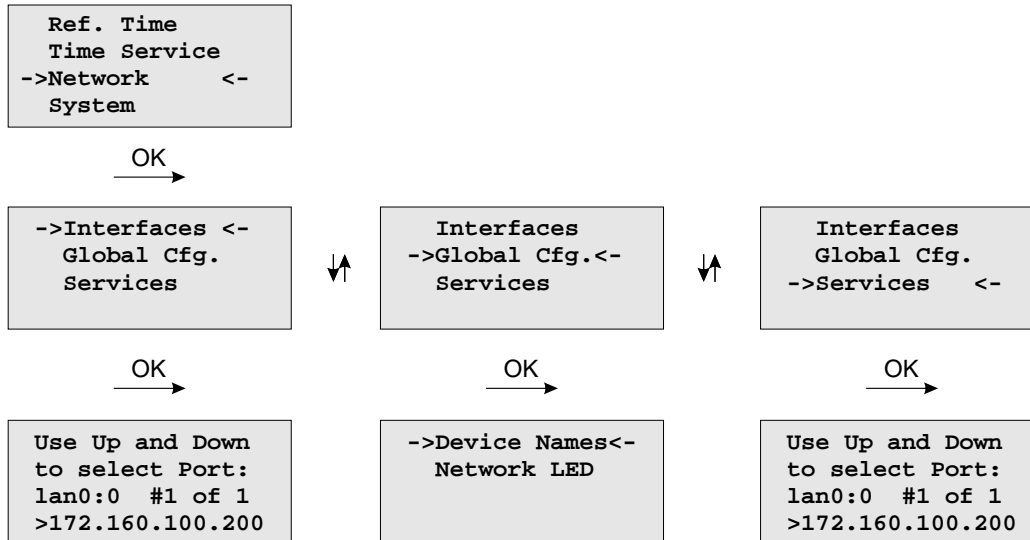 Ref. Time
Time Service
->Network <-
System
OK
->Interfaces <-
Global Cfg.
Services
Interfaces
->Global Cfg.<-
Services
Interfaces
Global Cfg.
->Services <-
OK
OK
OK
Use Up and Down
to select Port:
lan0:0 #1 of 1
>172.160.100.200
->Device Names<-
Network LED
Use Up and Down
to select Port:
lan0:0 #1 of 1
>172.160.100.200